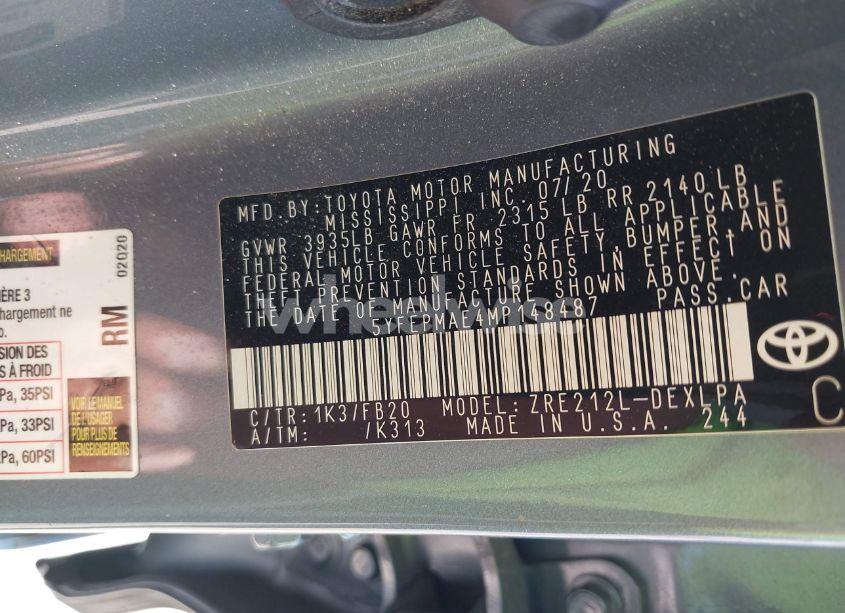 MFD. BY: TOYOTA MOTOR MANUFACTURING
MISSISSIPPI INC. 07/20
GVWR 3935LB GAWR FR 2315 LB RR 2140 LB
THIS VEHICLE CONFORMS TO ALL APPLICABLE
FEDERAL MOTOR VEHICLE SAFETY, BUMPER, AND
THEFT PREVENTION STANDARDS IN EFFECT ON
THE DATE OF MANUFACTURE SHOWN ABOVE.
PASS. CAR
wheelwise
C/TR: 1K3/FB20 MODEL: ZRE212L-DEXLPA
A/TM: /K313 MADE IN U.S.A. 244
C
CHARGEMENT
02020
RM
IÈRE 3
hargement ne
o.
SION DES
S À FROID
Pa, 35PSI
Pa, 33PSI
Pa, 60PSI
VOIR LE MANUEL
DE L'USAGER
POUR PLUS DE
RENSEIGNEMENTS